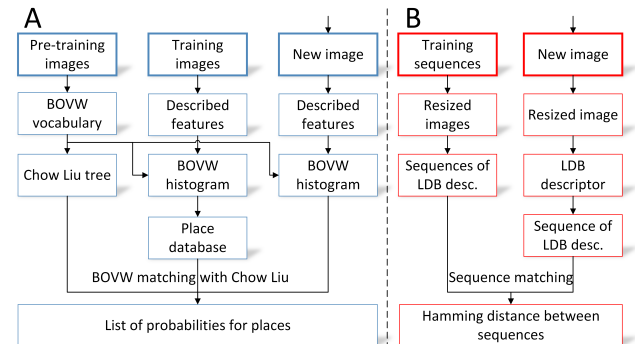 A
Pre-training
images
Training
images
New image
BOVW
vocabulary
Described
features
Described
features
Chow Liu tree
BOVW
histogram
BOVW
histogram
Place
database
BOVW matching with Chow Liu
List of probabilities for places
B
Training
sequences
New image
Resized
images
Resized image
Sequences of
LDB desc.
LDB
descriptor
Sequence of
LDB desc.
Sequence matching
Hamming distance between
sequences